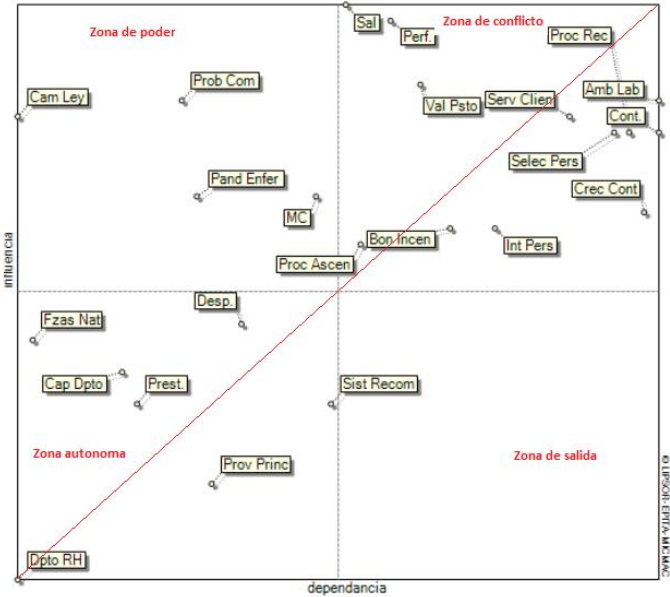 Zona de poder
Sal
Zona de conflicto
Perf.
Proc Rec
Prob Com
Cam Ley
Val Psto
Serv Clien
Amb Lab
Cont.
Selec Pers
Pand Enfer
Crec Cont
MC
Bon Incen
Int Pers
Proc Ascen
influencia
Desp.
Fzas Nat
Cap Dpto
Prest.
Sist Recom
Zona autonoma
Zona de salida
Prov Princ
© LIPSOR-EPITA-MICMAC
Dpto RH
dependancia